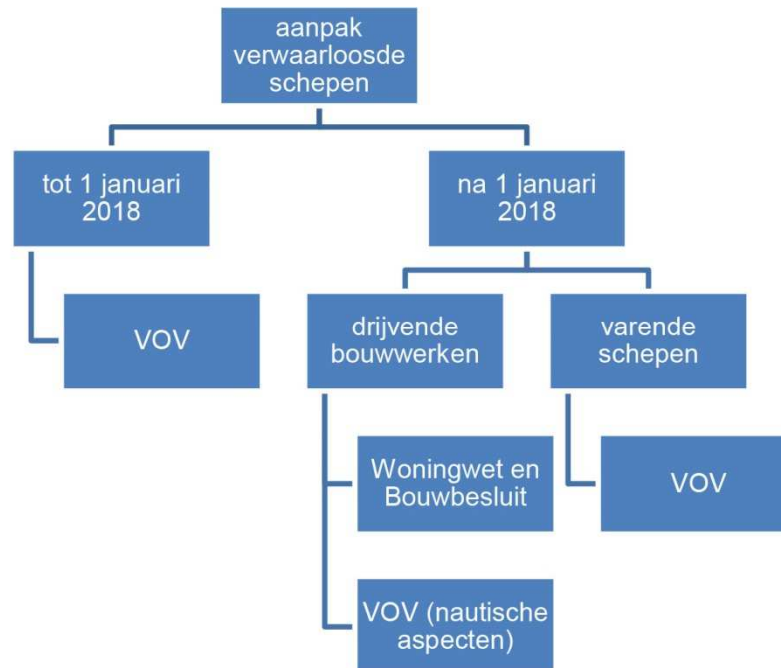 aanpak
verwaarloosde
schepen
tot 1 januari
2018
VOV
na 1 januari
2018
drijvende
bouwwerken
Woningwet en
Bouwbesluit
VOV (nautische
aspecten)
varende
schepen
VOV